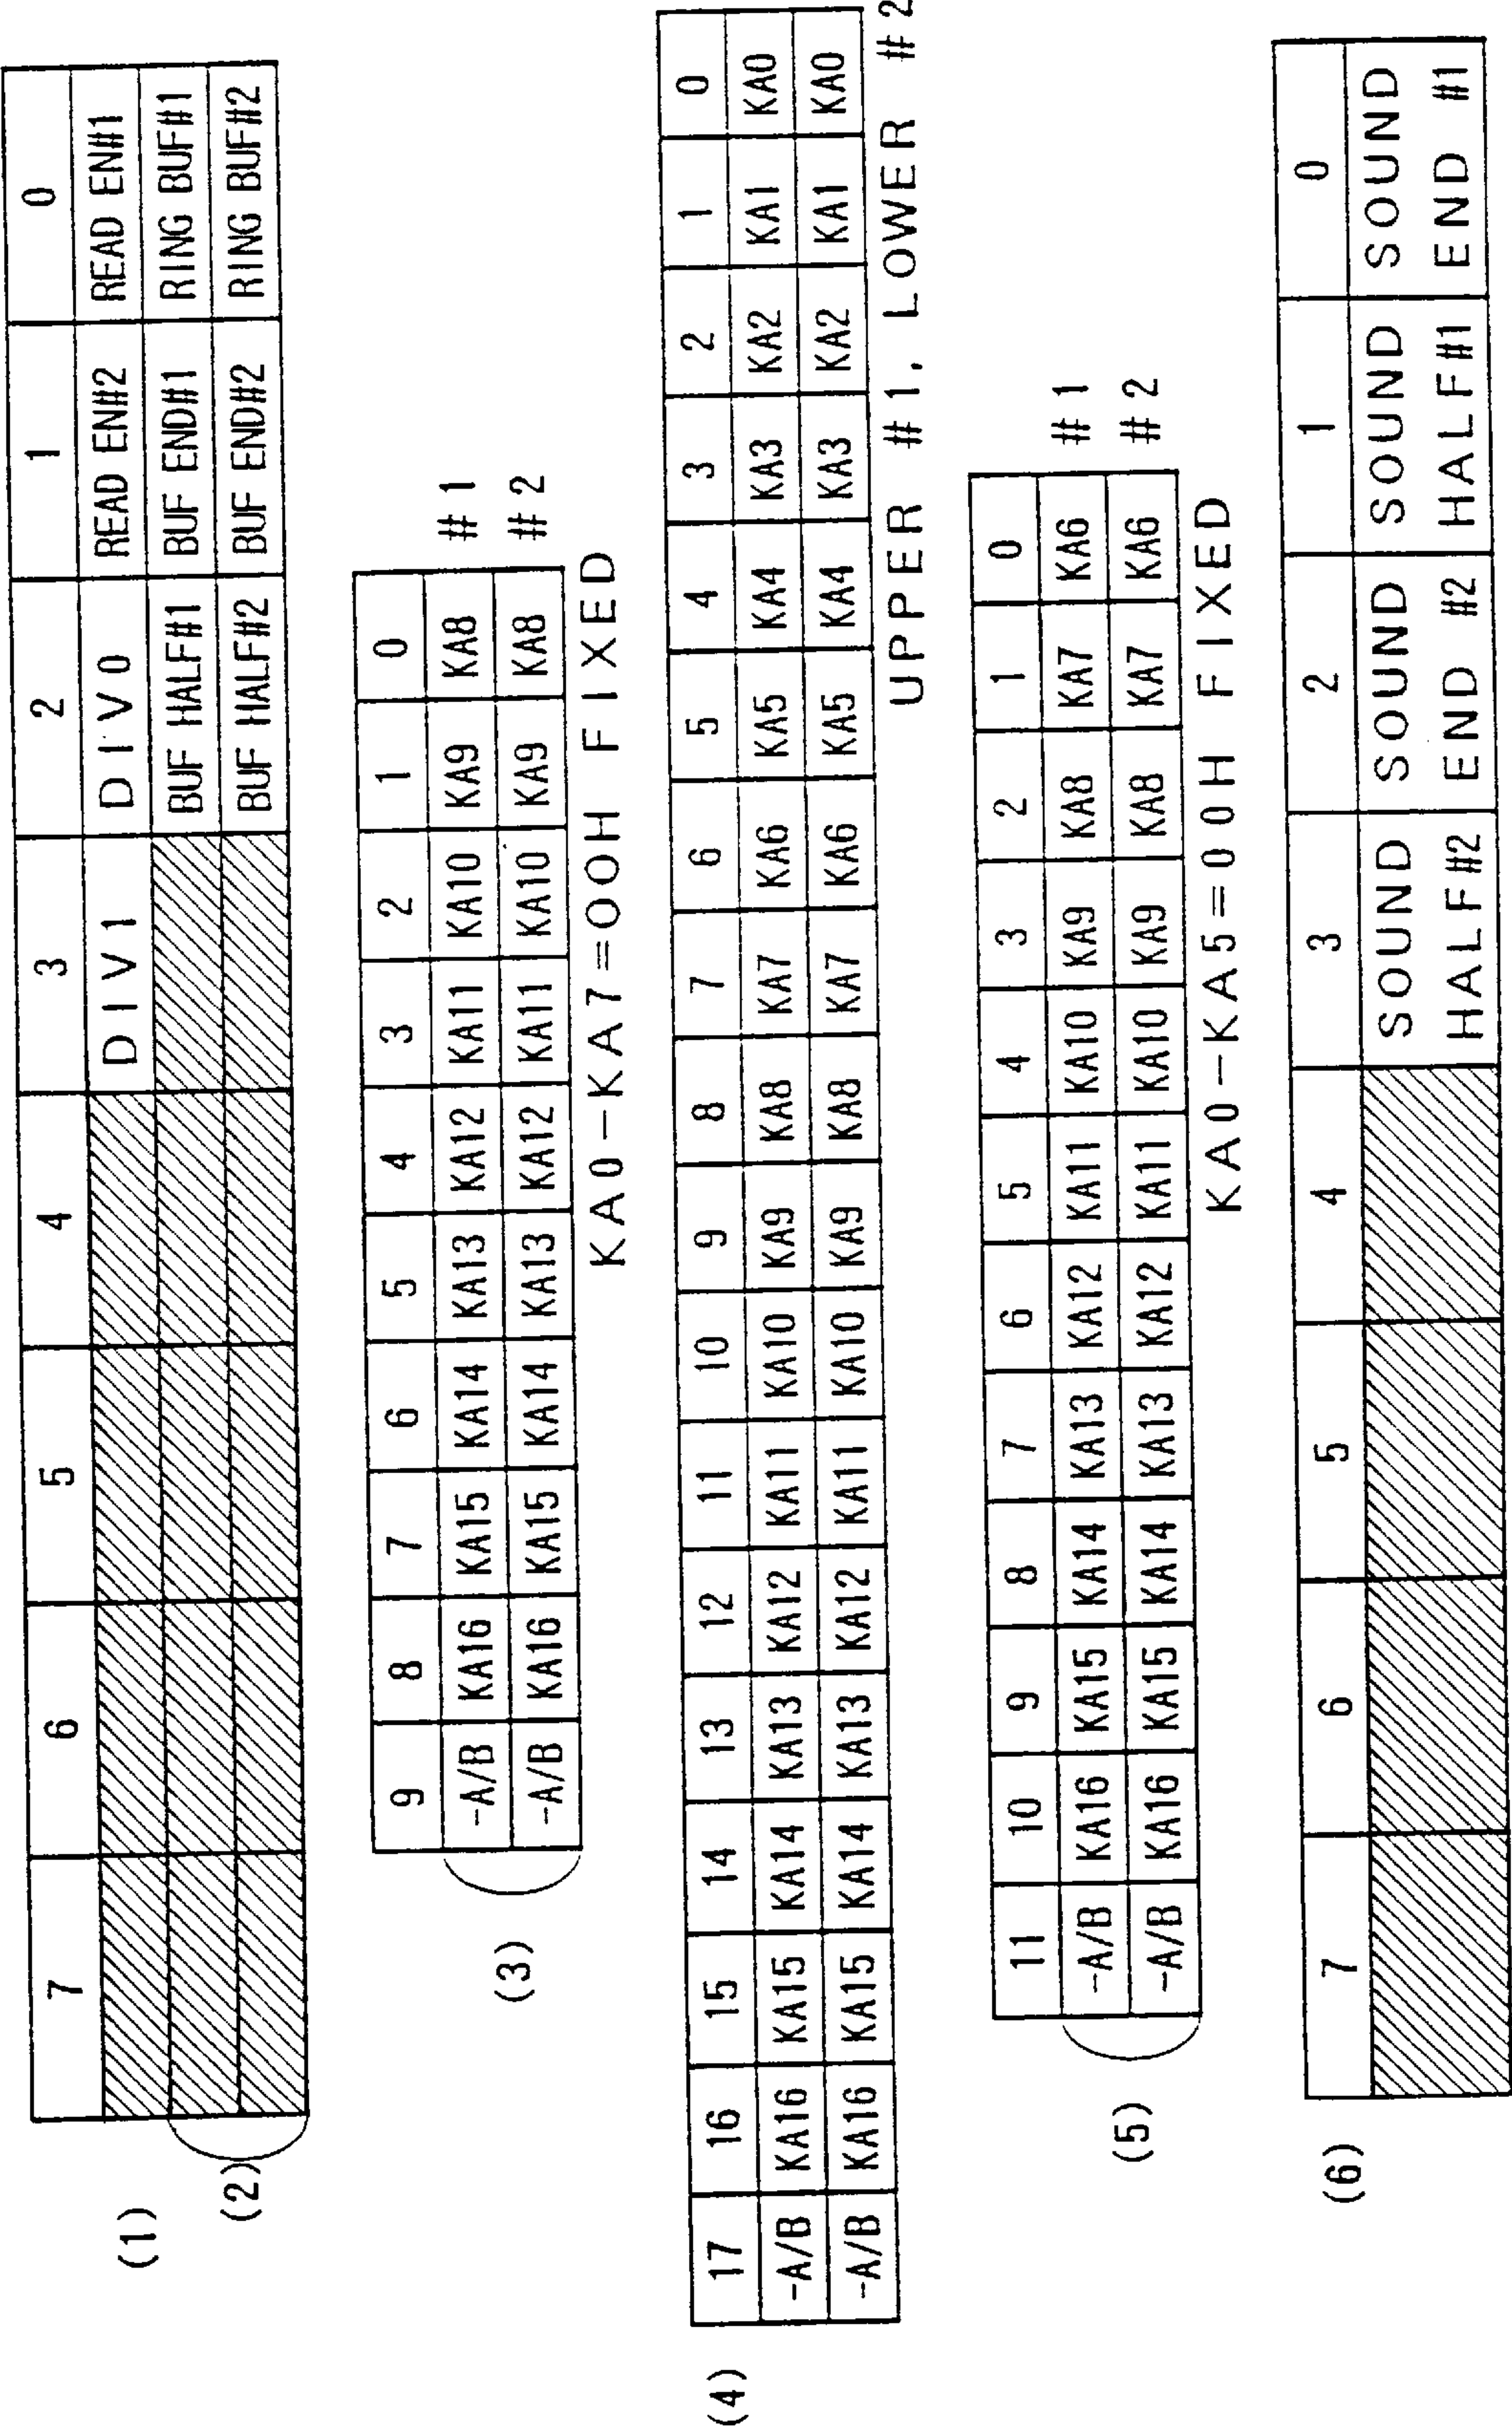 7 6 5 4 3 2 1 0
(1) DIV1 DIV0 READ EN#2 READ EN#1
(2) BUF HALF#1 BUF END#1 RING BUF#1
BUF HALF#2 BUF END#2 RING BUF#2
9 8 7 6 5 4 3 2 1 0
(3) -A/B KA16 KA15 KA14 KA13 KA12 KA11 KA10 KA9 KA8 #1
-A/B KA16 KA15 KA14 KA13 KA12 KA11 KA10 KA9 KA8 #2
KA0-KA7=00H FIXED
17 16 15 14 13 12 11 10 9 8 7 6 5 4 3 2 1 0
(4) -A/B KA16 KA15 KA14 KA13 KA12 KA11 KA10 KA9 KA8 KA7 KA6 KA5 KA4 KA3 KA2 KA1 KA0
-A/B KA16 KA15 KA14 KA13 KA12 KA11 KA10 KA9 KA8 KA7 KA6 KA5 KA4 KA3 KA2 KA1 KA0
UPPER #1, LOWER #2
11 10 9 8 7 6 5 4 3 2 1 0
(5) -A/B KA16 KA15 KA14 KA13 KA12 KA11 KA10 KA9 KA8 KA7 KA6 #1
-A/B KA16 KA15 KA14 KA13 KA12 KA11 KA10 KA9 KA8 KA7 KA6 #2
KA0-KA5=00H FIXED
7 6 5 4 3 2 1 0
(6) SOUND SOUND SOUND SOUND
HALF#2 END #2 HALF#1 END #1